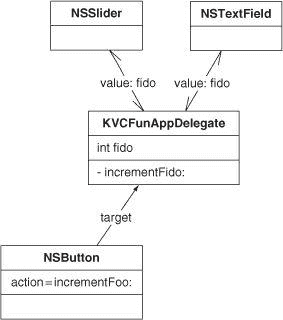 NSSlider
NSTextField
value: fido
value: fido
KVCFunAppDelegate
int fido
- incrementFido:
target
NSButton
action=incrementFoo: